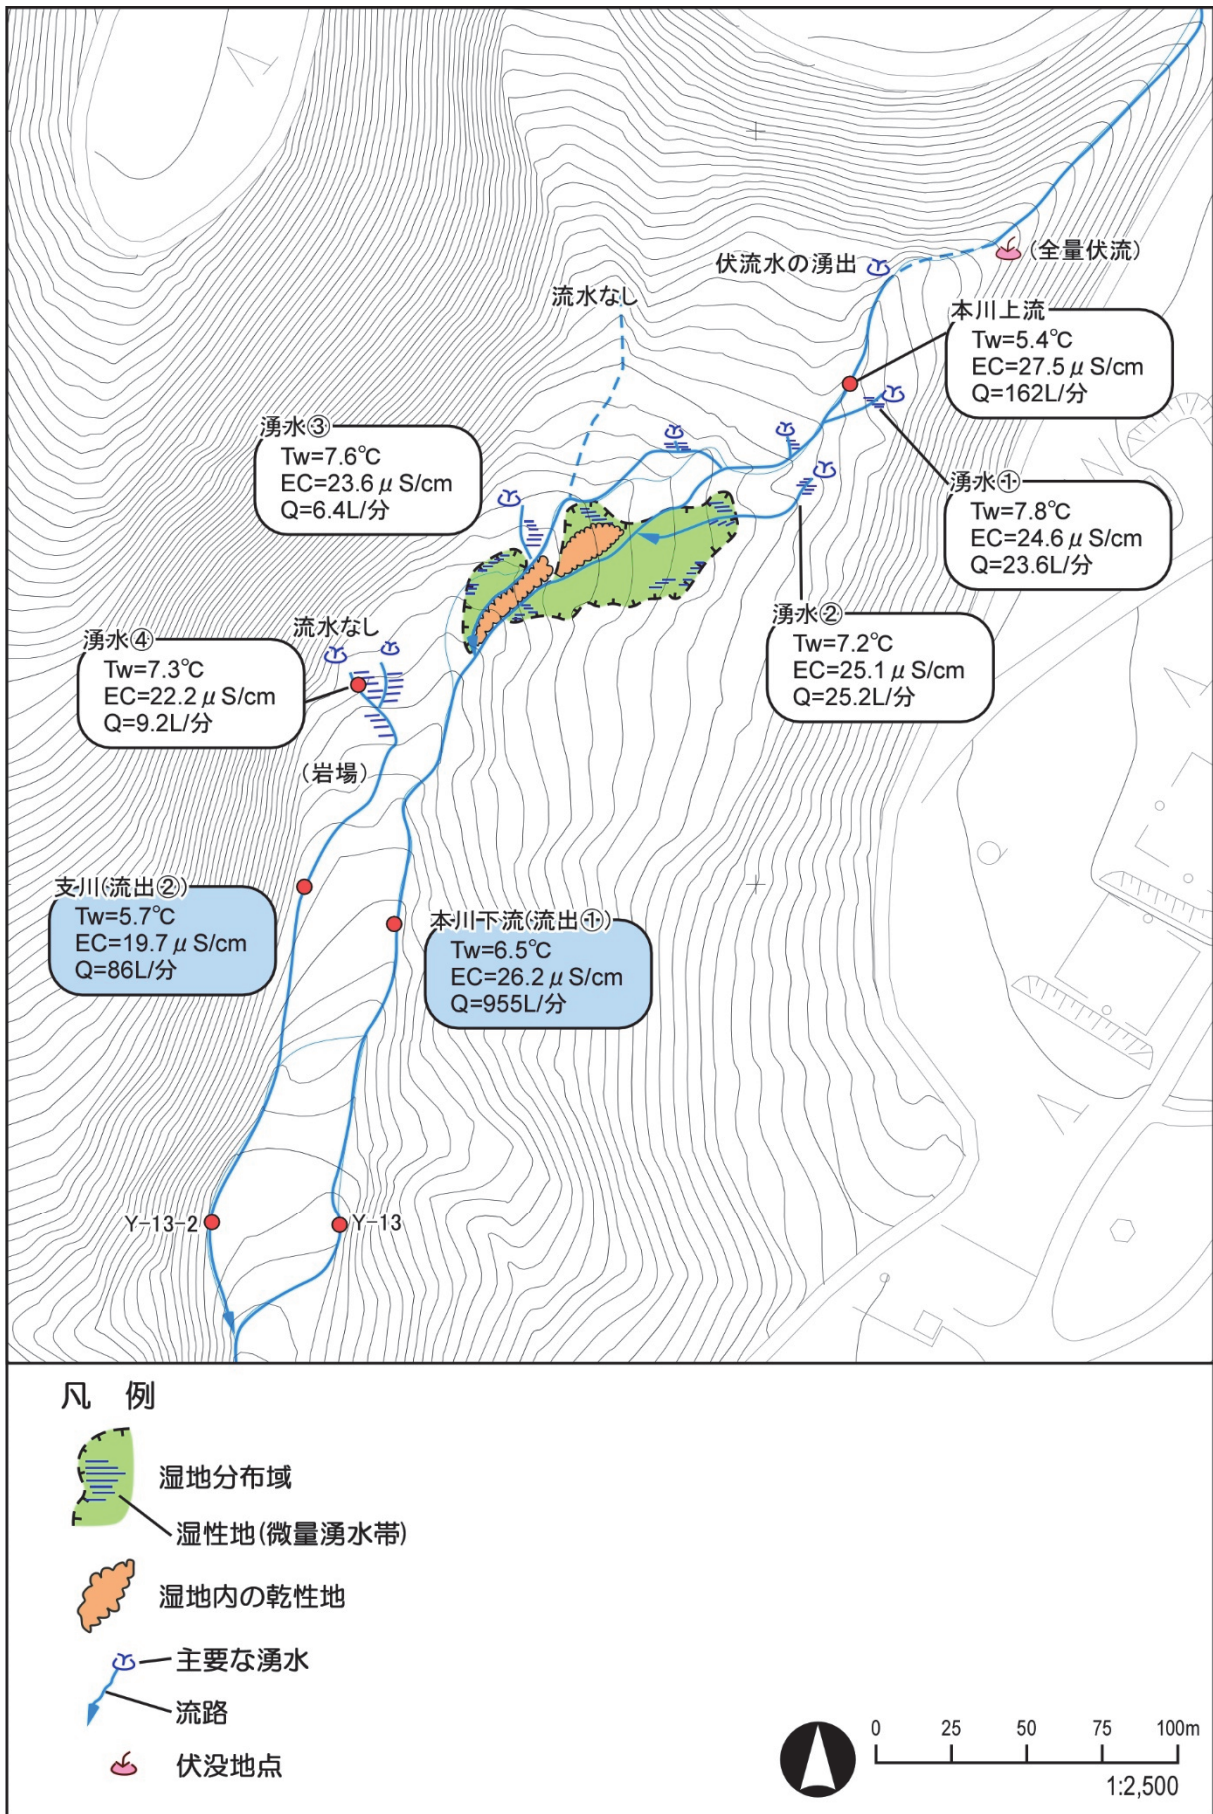 (全量伏流)
伏流水の湧出
流水なし
本川上流
Tw=5.4℃
EC=27.5μS/cm
Q=162L/分
湧水③
Tw=7.6℃
EC=23.6μS/cm
Q=6.4L/分
湧水①
Tw=7.8℃
EC=24.6μS/cm
Q=23.6L/分
湧水②
Tw=7.2℃
EC=25.1μS/cm
Q=25.2L/分
流水なし
湧水④
Tw=7.3℃
EC=22.2μS/cm
Q=9.2L/分
(岩場)
支川(流出②)
Tw=5.7℃
EC=19.7μS/cm
Q=86L/分
本川下流(流出①)
Tw=6.5℃
EC=26.2μS/cm
Q=955L/分
Y-13-2
Y-13
凡 例
湿地分布域
湿性地(微量湧水帯)
湿地内の乾性地
主要な湧水
流路
伏没地点
0 25 50 75 100m
1:2,500